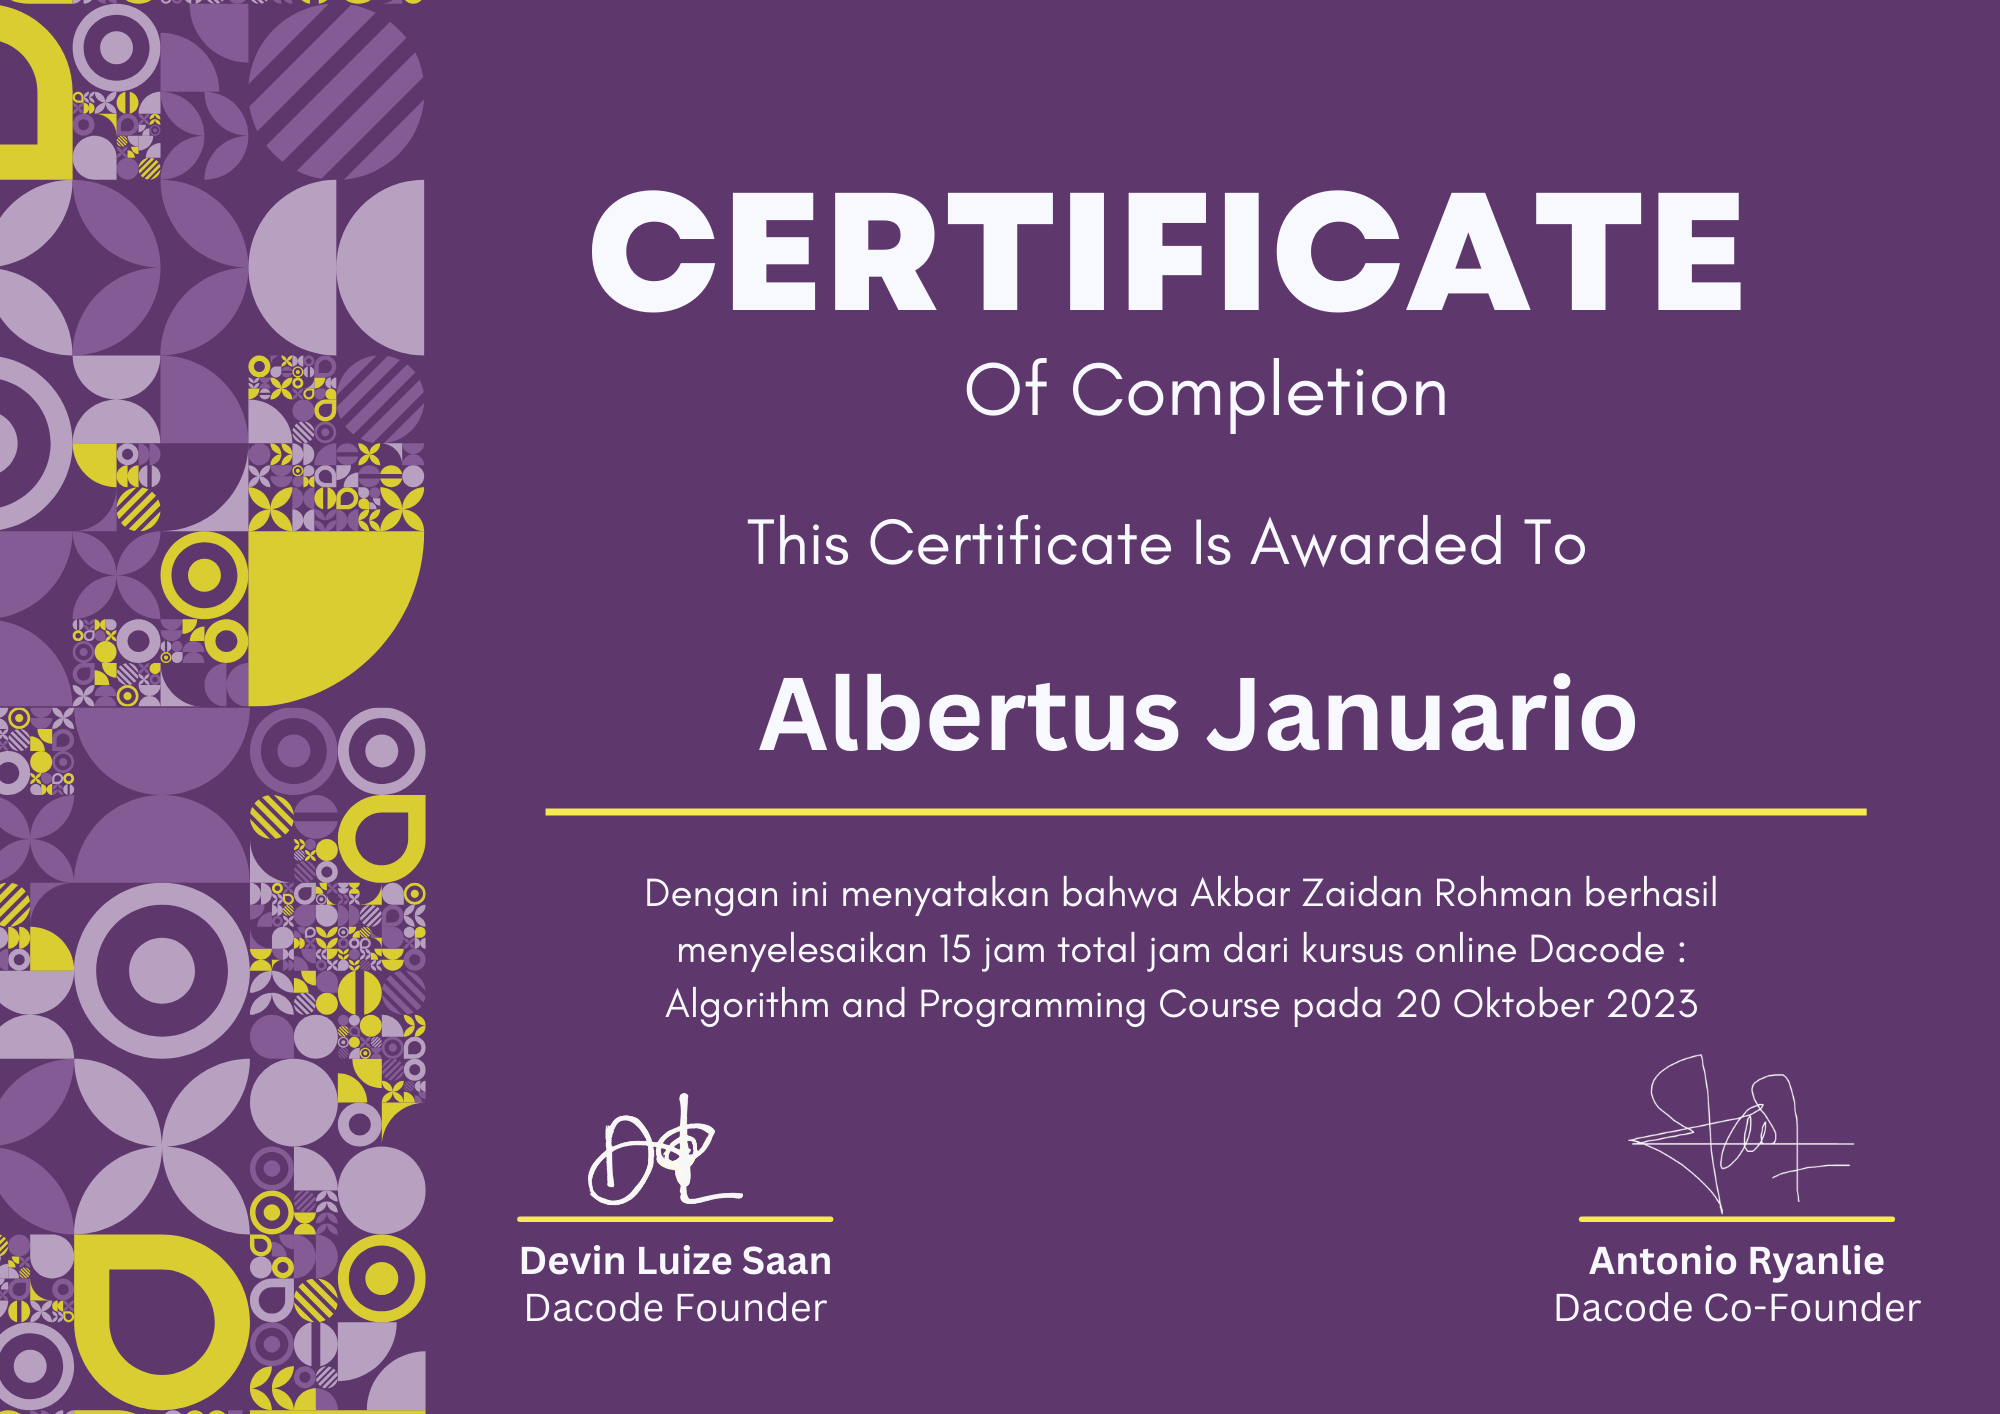 CERTIFICATE
Of Completion
This Certificate Is Awarded To
Albertus Januario
Dengan ini menyatakan bahwa Akbar Zaidan Rohman berhasil
menyelesaikan 15 jam total jam dari kursus online Dacode :
Algorithm and Programming Course pada 20 Oktober 2023
Devin Luize Saan
Dacode Founder
Antonio Ryanlie
Dacode Co-Founder